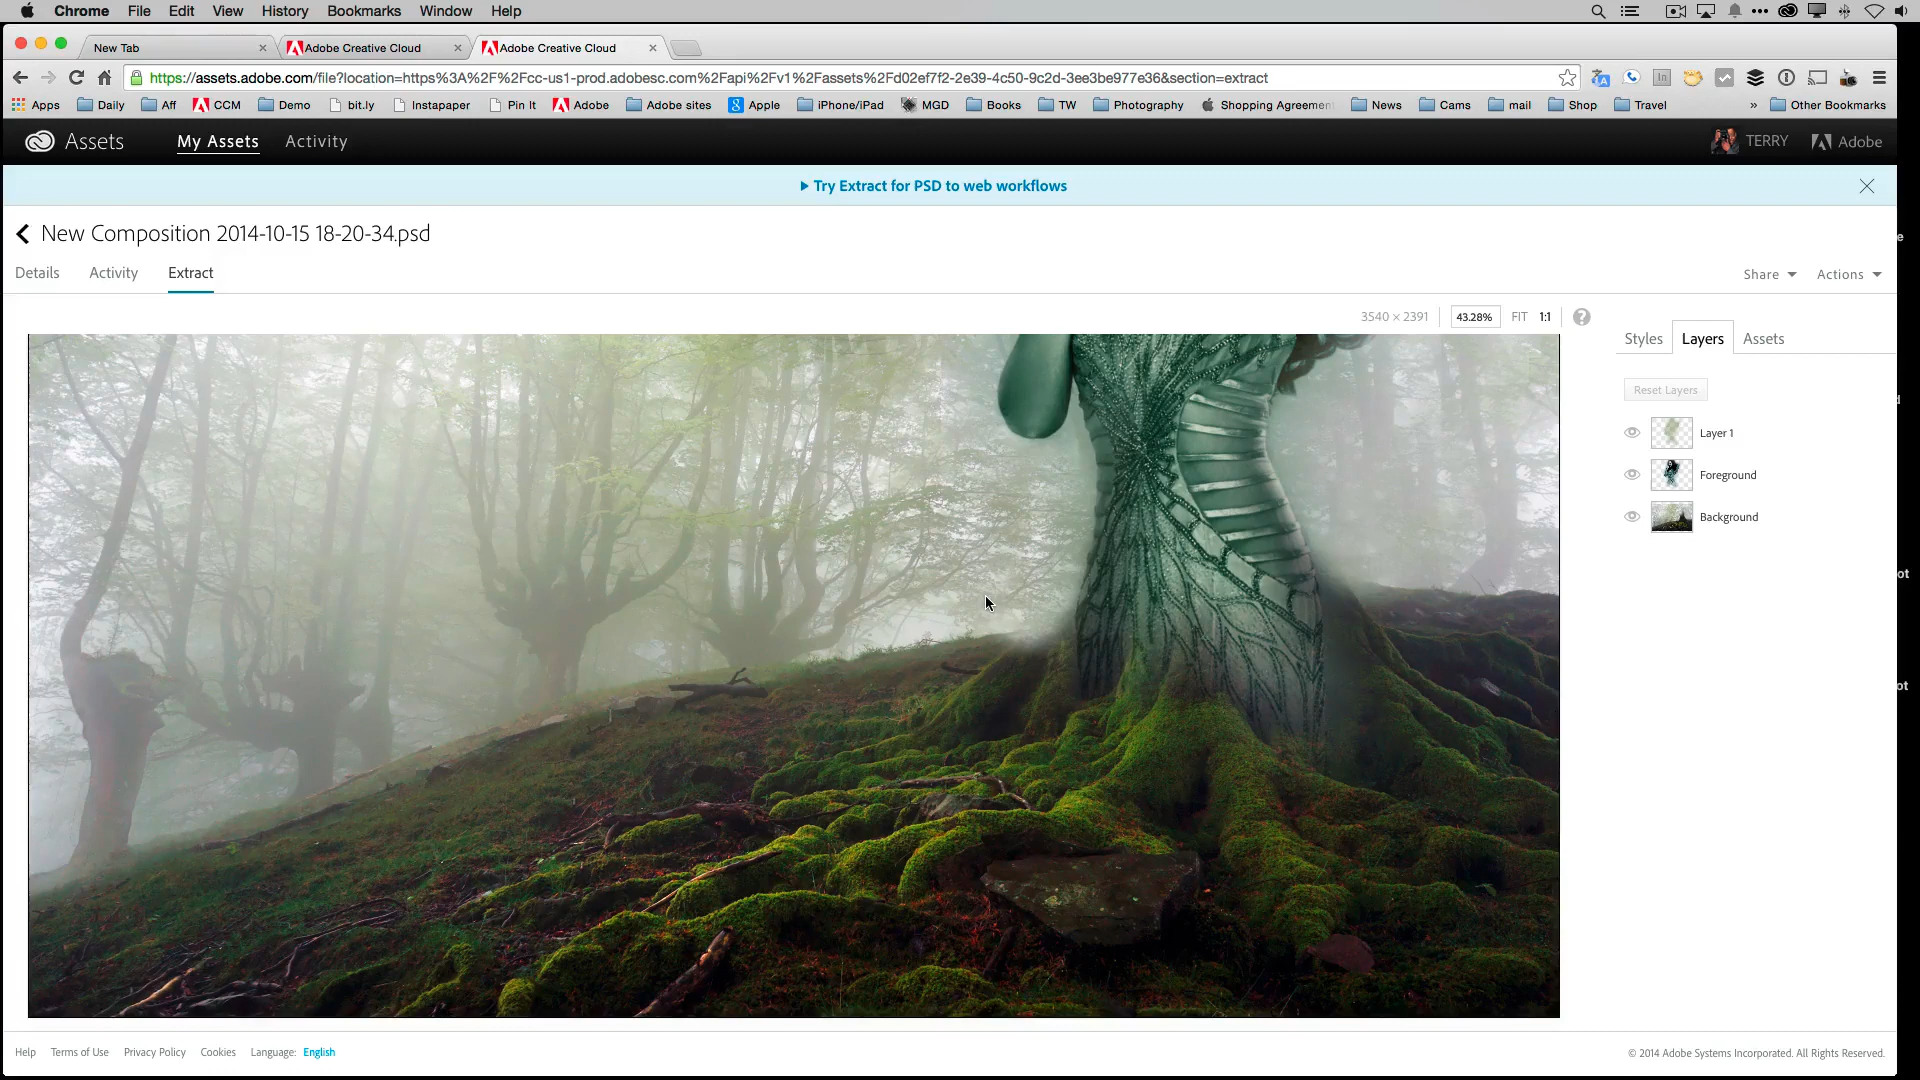 Chrome File Edit View History Bookmarks Window Help
New Tab
Adobe Creative Cloud
Adobe Creative Cloud
https://assets.adobe.com/file?location=https%3A%2F%2Fcc-us1-prod.adobesc.com%2Fapi%2Fv1%2Fassets%2Fd02ef7f2-2e39-4c50-9c2d-3ee3be977e36&section=extract
Apps Daily Aff CCM Demo bit.ly Instapaper Pin It Adobe Adobe sites Apple iPhone/iPad MGD Books TW Photography Shopping Agreemen News Cams mail Shop Travel » Other Bookmarks
Assets My Assets Activity TERRY Adobe
Try Extract for PSD to web workflows
New Composition 2014-10-15 18-20-34.psd
Details Activity Extract
Share Actions
3540 × 2391 43.28% FIT 1:1 ?
Styles Layers Assets
Reset Layers
Layer 1
Foreground
Background
Help Terms of Use Privacy Policy Cookies Language: English
© 2014 Adobe Systems Incorporated. All Rights Reserved.